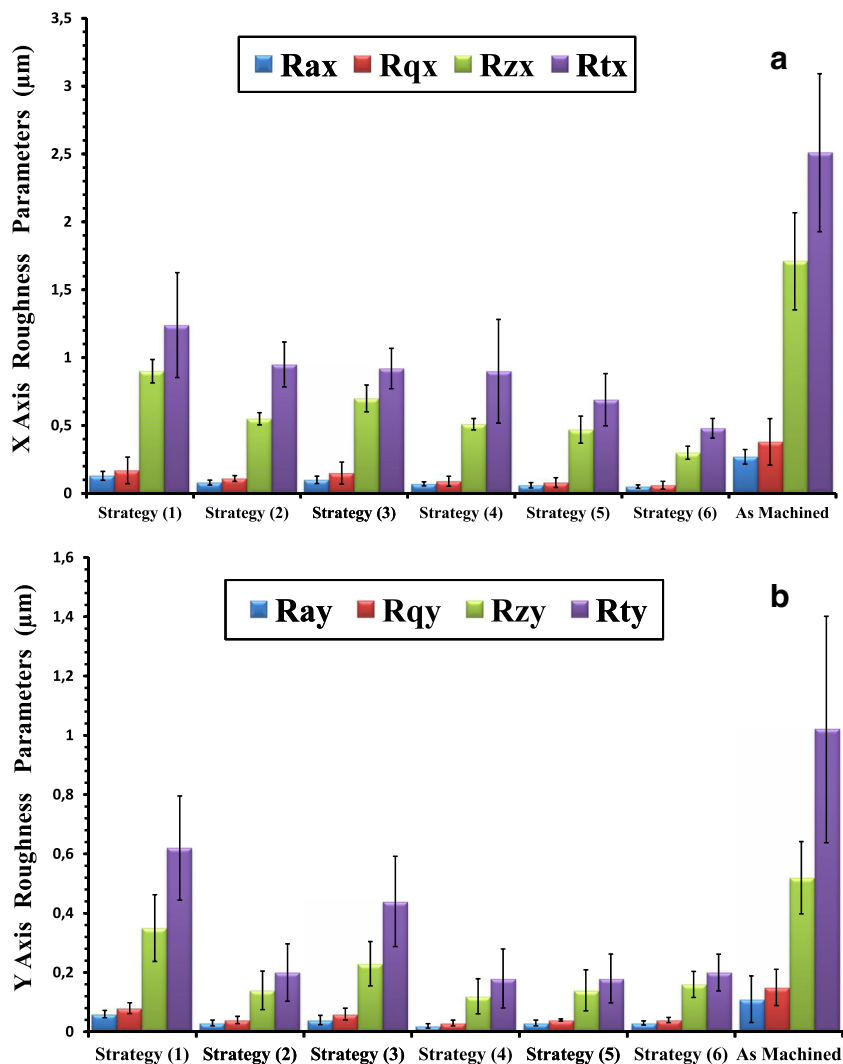 X Axis Roughness Parameters (µm)
3,5
3
2,5
2
1,5
1
0,5
0
Rax Rqx Rzx Rtx
a
Strategy (1) Strategy (2) Strategy (3) Strategy (4) Strategy (5) Strategy (6) As Machined
Y Axis Roughness Parameters (µm)
1,6
1,4
1,2
1
0,8
0,6
0,4
0,2
0
Ray Rqy Rzy Rty
b
Strategy (1) Strategy (2) Strategy (3) Strategy (4) Strategy (5) Strategy (6) As Machined